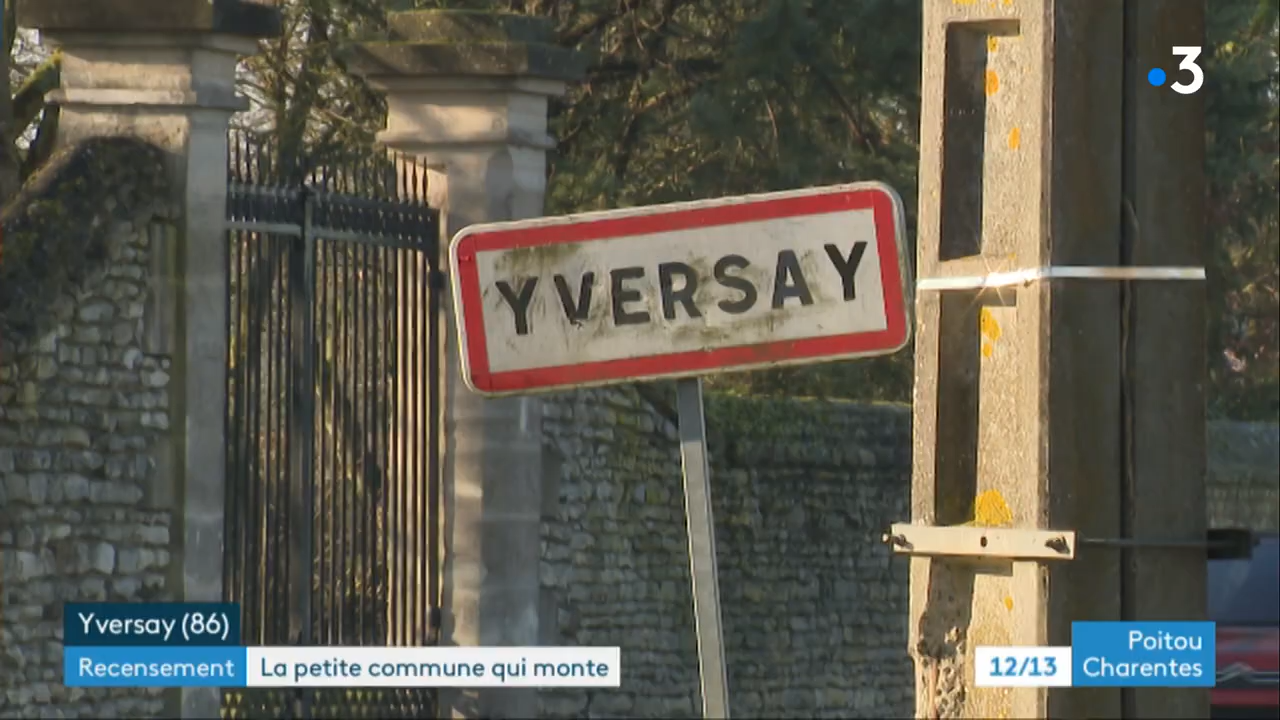 3
YVERSAY
Yversay (86)
Recensement La petite commune qui monte
12/13 Poitou
Charentes